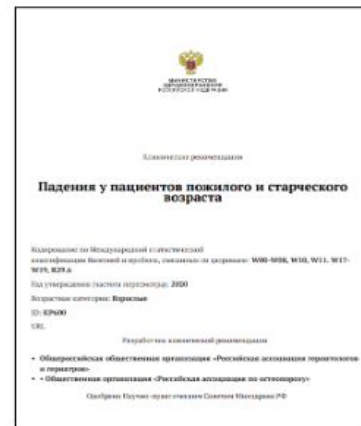 МИНИСТЕРСТВО
ЗДРАВООХРАНЕНИЯ
РОССИЙСКОЙ ФЕДЕРАЦИИ
Клинические рекомендации
Падения у пациентов пожилого и старческого
возраста
Кодирование по Международной статистической
классификации болезней и проблем, связанных со здоровьем: W00-W08, W10, W11, W17-
W19, R29.6
Год утверждения (частота пересмотра): 2020
Возрастная категория: Взрослые
ID: КР600
URL
Разработчик клинической рекомендации
• Общероссийская общественная организация «Российская ассоциация геронтологов
и гериатров»
• • Общественная организация «Российская ассоциация по остеопорозу»
Одобрено Научно-практическим Советом Минздрава РФ